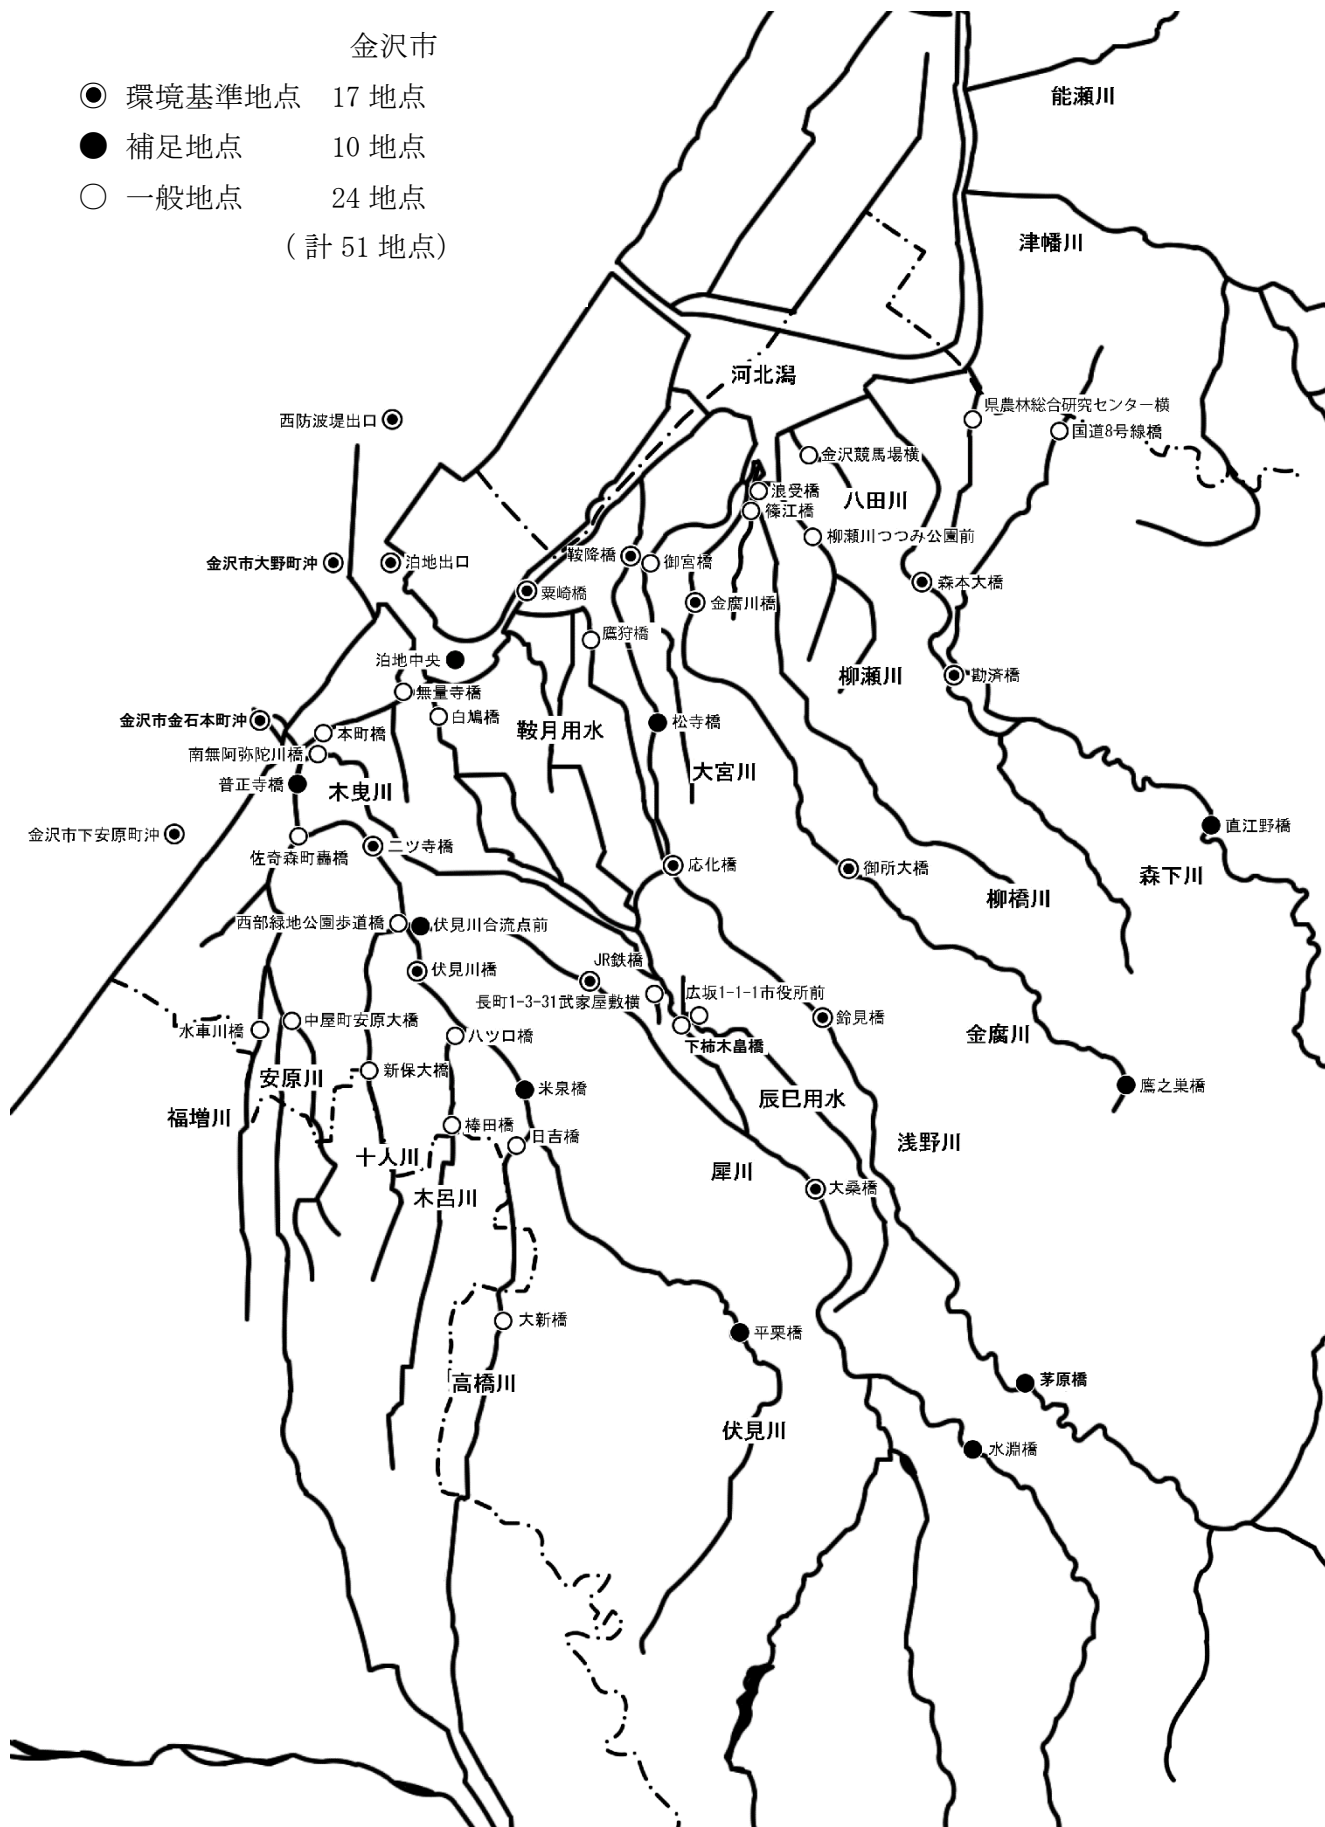 金沢市
◉ 環境基準地点 17 地点
● 補足地点 10 地点
○ 一般地点 24 地点
(計 51 地点)
能瀬川
津幡川
河北潟
西防波堤出口
県農林総合研究センター横
国道8号線橋
金沢競馬場横
浪受橋
八田川
篠江橋
柳瀬川つつみ公園前
鞍降橋
御宮橋
金沢市大野町沖
泊地出口
森本大橋
粟崎橋
金腐川橋
鷹狩橋
泊地中央
柳瀬川
勘済橋
無量寺橋
金沢市金石本町沖
白鳩橋
鞍月用水
松寺橋
本町橋
南無阿弥陀川橋
大宮川
普正寺橋
木曳川
金沢市下安原町沖
直江野橋
佐奇森町轟橋
二ツ寺橋
応化橋
御所大橋
森下川
柳橋川
西部緑地公園歩道橋
伏見川合流点前
JR鉄橋
伏見川橋
長町1-3-31武家屋敷横
広坂1-1-1市役所前
中屋町安原大橋
鈴見橋
水車川橋
八ツ口橋
下柿木畠橋
金腐川
新保大橋
安原川
米泉橋
鷹之巣橋
辰巳用水
福増川
棒田橋
日吉橋
浅野川
十人川
犀川
大桑橋
木呂川
大新橋
平栗橋
高橋川
茅原橋
伏見川
水淵橋